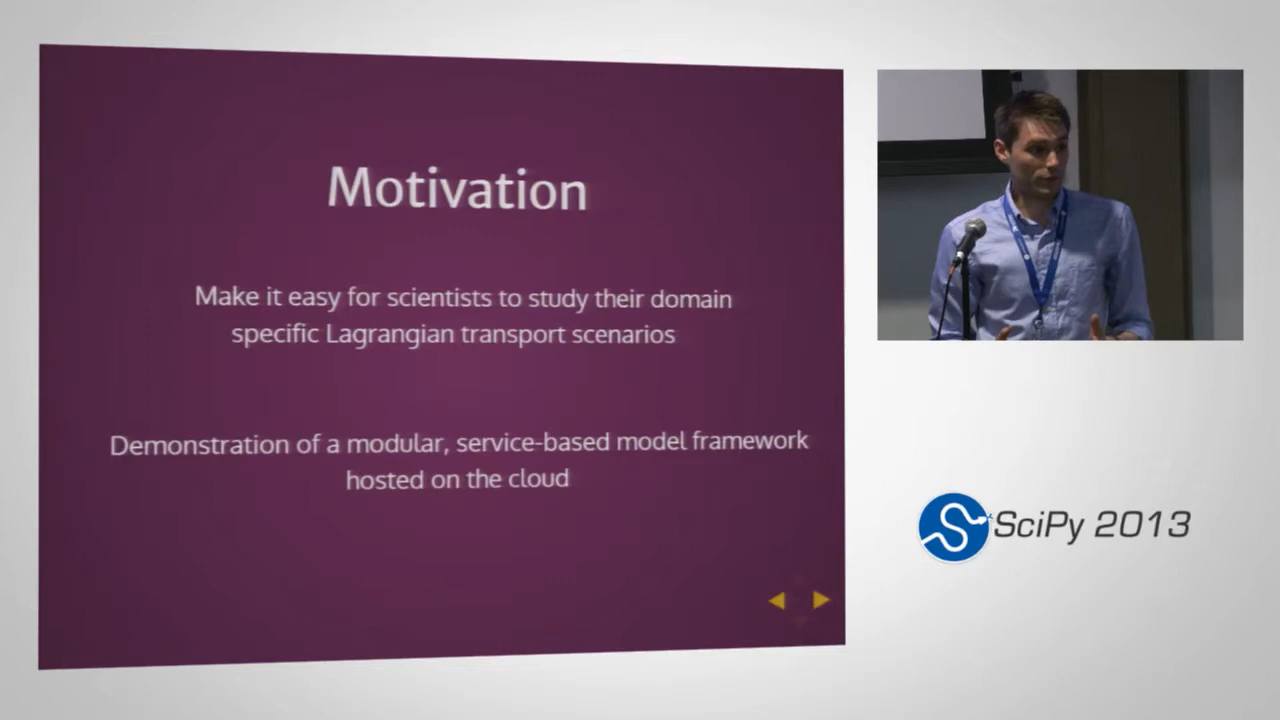 Motivation
Make it easy for scientists to study their domain
specific Lagrangian transport scenarios
Demonstration of a modular, service-based model framework
hosted on the cloud
SciPy 2013